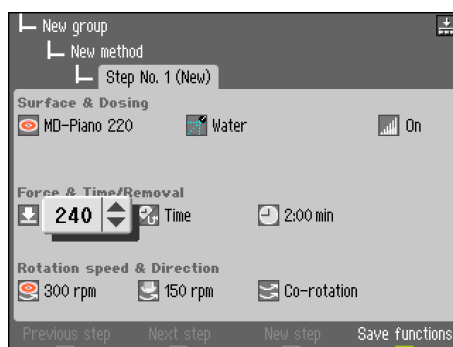 New group
New method
Step No. 1 (New)
Surface & Dosing
MD-Piano 220 Water On
Force & Time/Removal
240 Time 2:00 min
Rotation speed & Direction
300 rpm 150 rpm Co-rotation
Previous step Next step New step Save functions